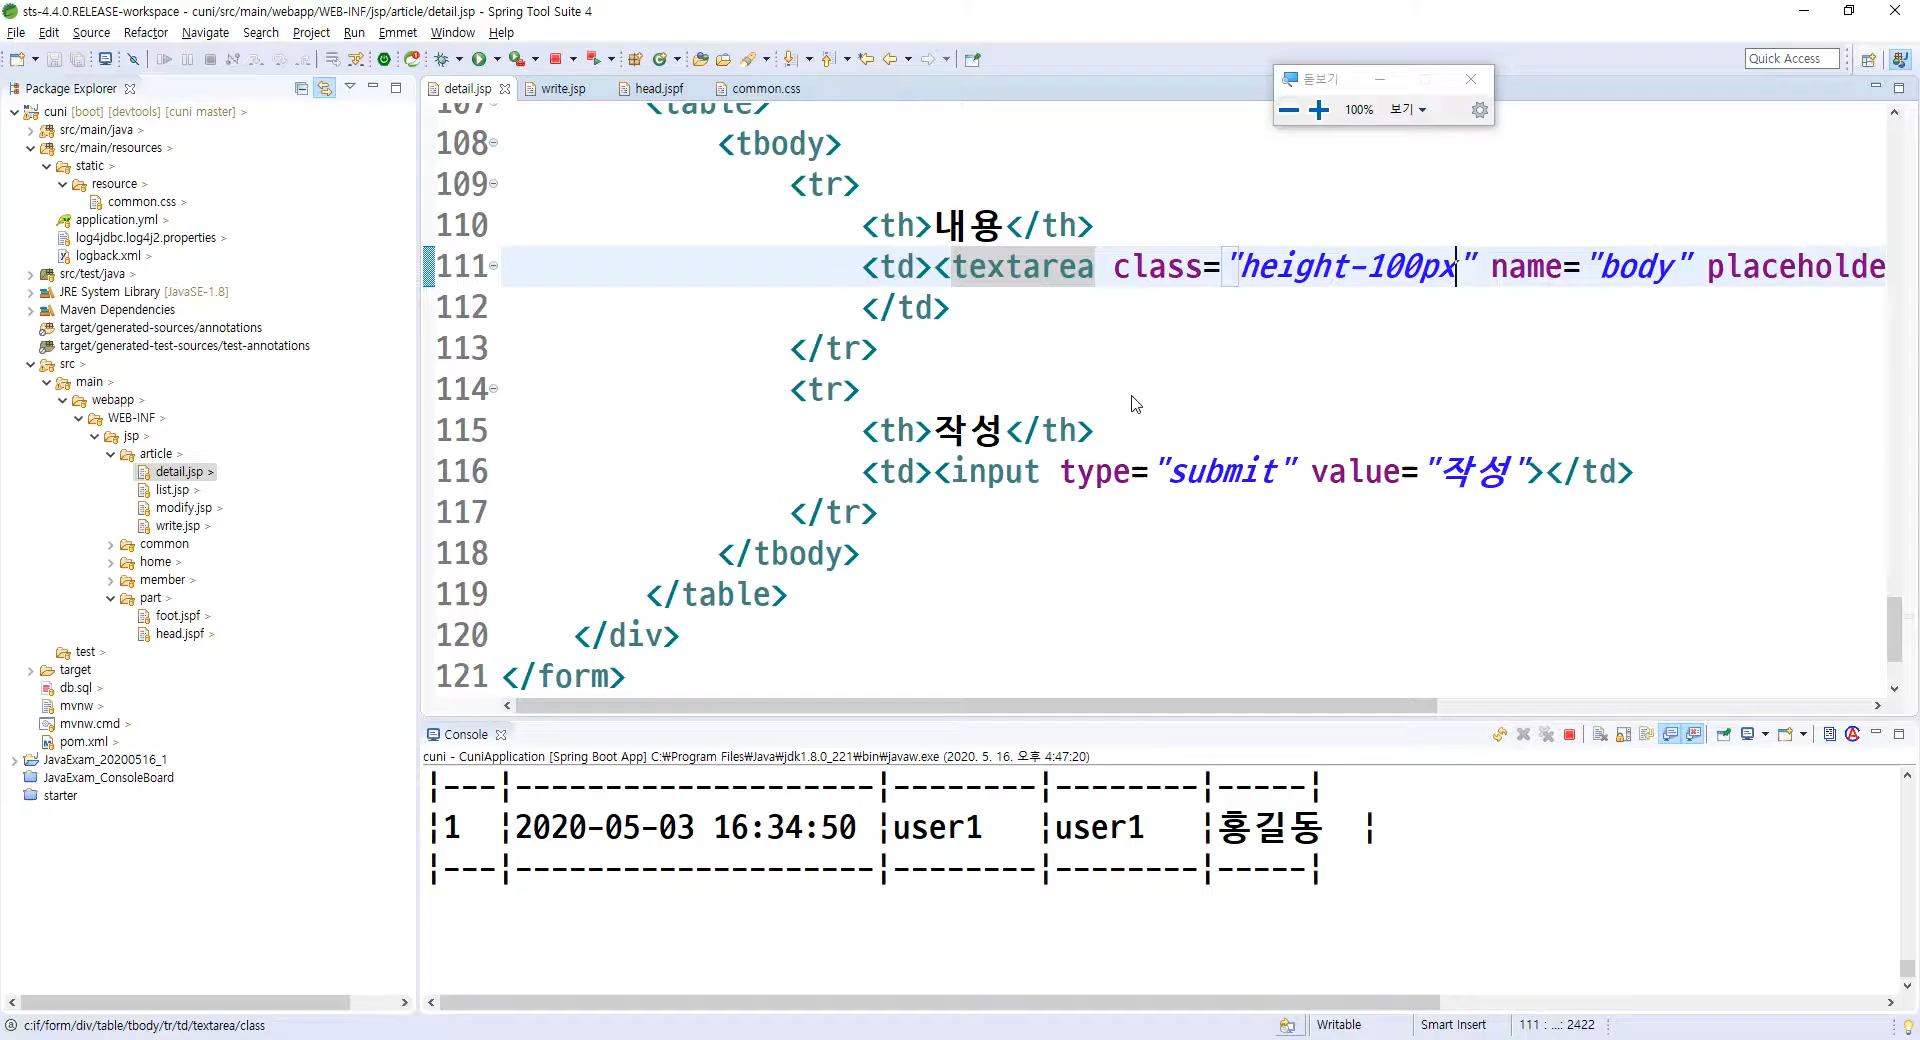 sts-4.4.0.RELEASE-workspace - cuni/src/main/webapp/WEB-INF/jsp/article/detail.jsp - Spring Tool Suite 4
File Edit Source Refactor Navigate Search Project Run Emmet Window Help
Quick Access
Package Explorer
cuni [boot] [devtools] [cuni master] >
src/main/java >
src/main/resources >
static >
resource >
common.css >
application.yml >
log4jdbc.log4j2.properties >
logback.xml >
src/test/java >
JRE System Library [JavaSE-1.8]
Maven Dependencies
target/generated-sources/annotations
target/generated-test-sources/test-annotations
src >
main >
webapp >
WEB-INF >
jsp >
article >
detail.jsp >
list.jsp >
modify.jsp >
write.jsp >
common
home >
member >
part >
foot.jspf >
head.jspf >
test >
target
db.sql >
mvnw >
mvnw.cmd >
pom.xml >
JavaExam_20200516_1
JavaExam_ConsoleBoard
starter
detail.jsp write.jsp head.jspf common.css
돋보기
100% 보기
107 <table>
108 <tbody>
109 <tr>
110 <th>내용</th>
111 <td><textarea class="height-100px" name="body" placeholde
112 </td>
113 </tr>
114 <tr>
115 <th>작성</th>
116 <td><input type="submit" value="작성"></td>
117 </tr>
118 </tbody>
119 </table>
120 </div>
121 </form>
Console
cuni - CuniApplication [Spring Boot App] C:₩Program Files₩Java₩jdk1.8.0_221₩bin₩javaw.exe (2020. 5. 16. 오후 4:47:20)
|---|--------------------|--------|--------|-----|
|1 |2020-05-03 16:34:50 |user1 |user1 |홍길동 |
|---|--------------------|--------|--------|-----|
c:if/form/div/table/tbody/tr/td/textarea/class
Writable Smart Insert 111 : ...: 2422